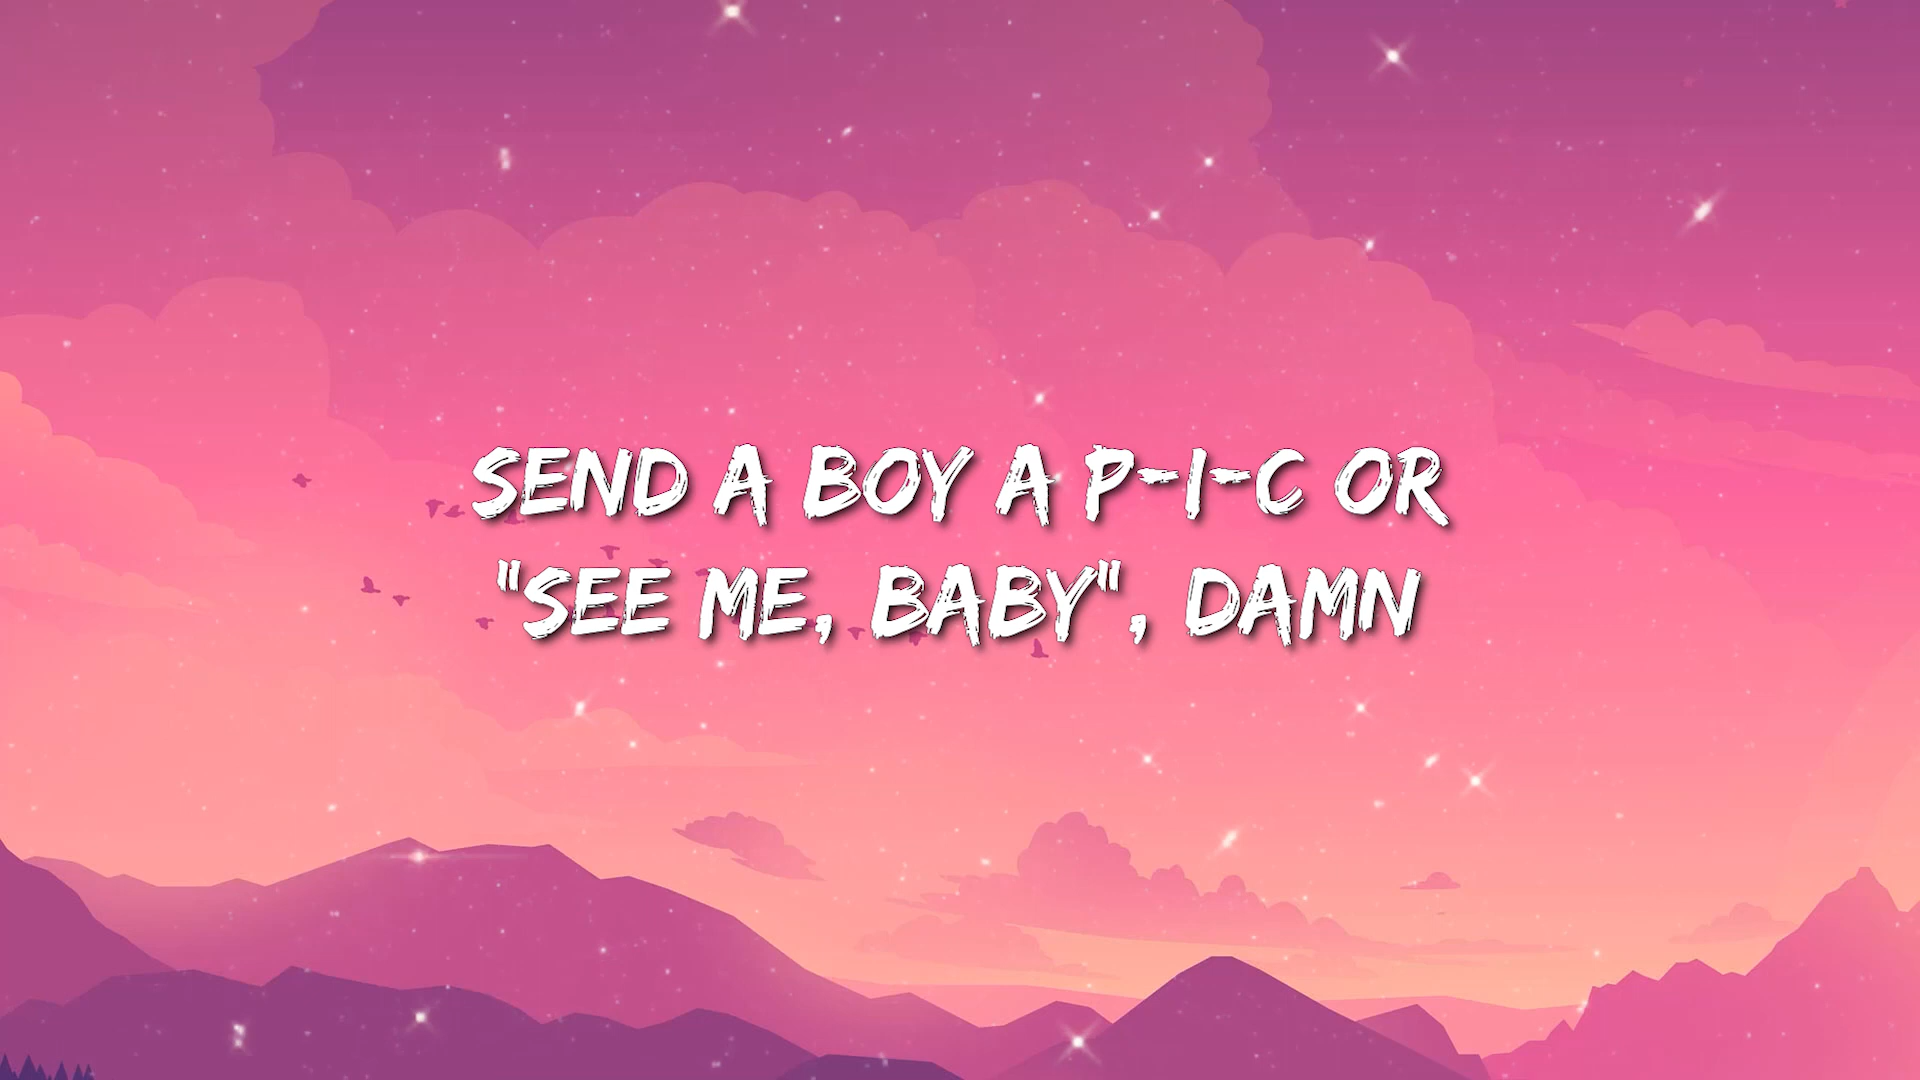 SEND A BOY A P-I-C OR
"SEE ME, BABY", DAMN